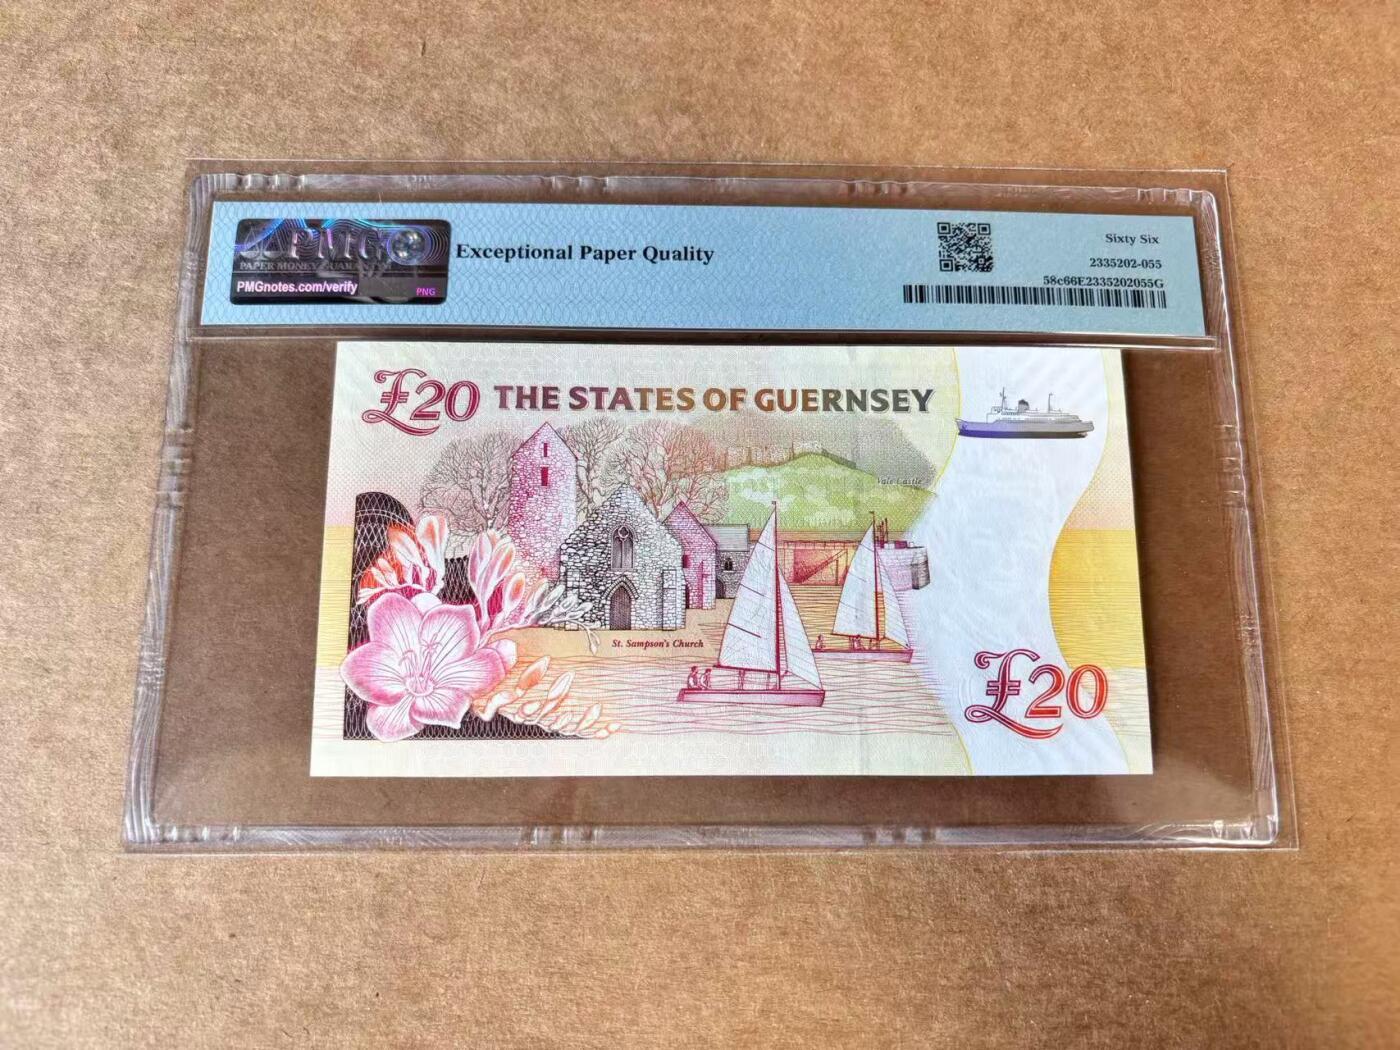 PMG
PAPER MONEY GUARANTY
PMGnotes.com/verify
PNG
Exceptional Paper Quality
Sixty Six
2335202-055
58c66E2335202055G
£20 THE STATES OF GUERNSEY
Vale Castle
St. Sampson's Church
£20